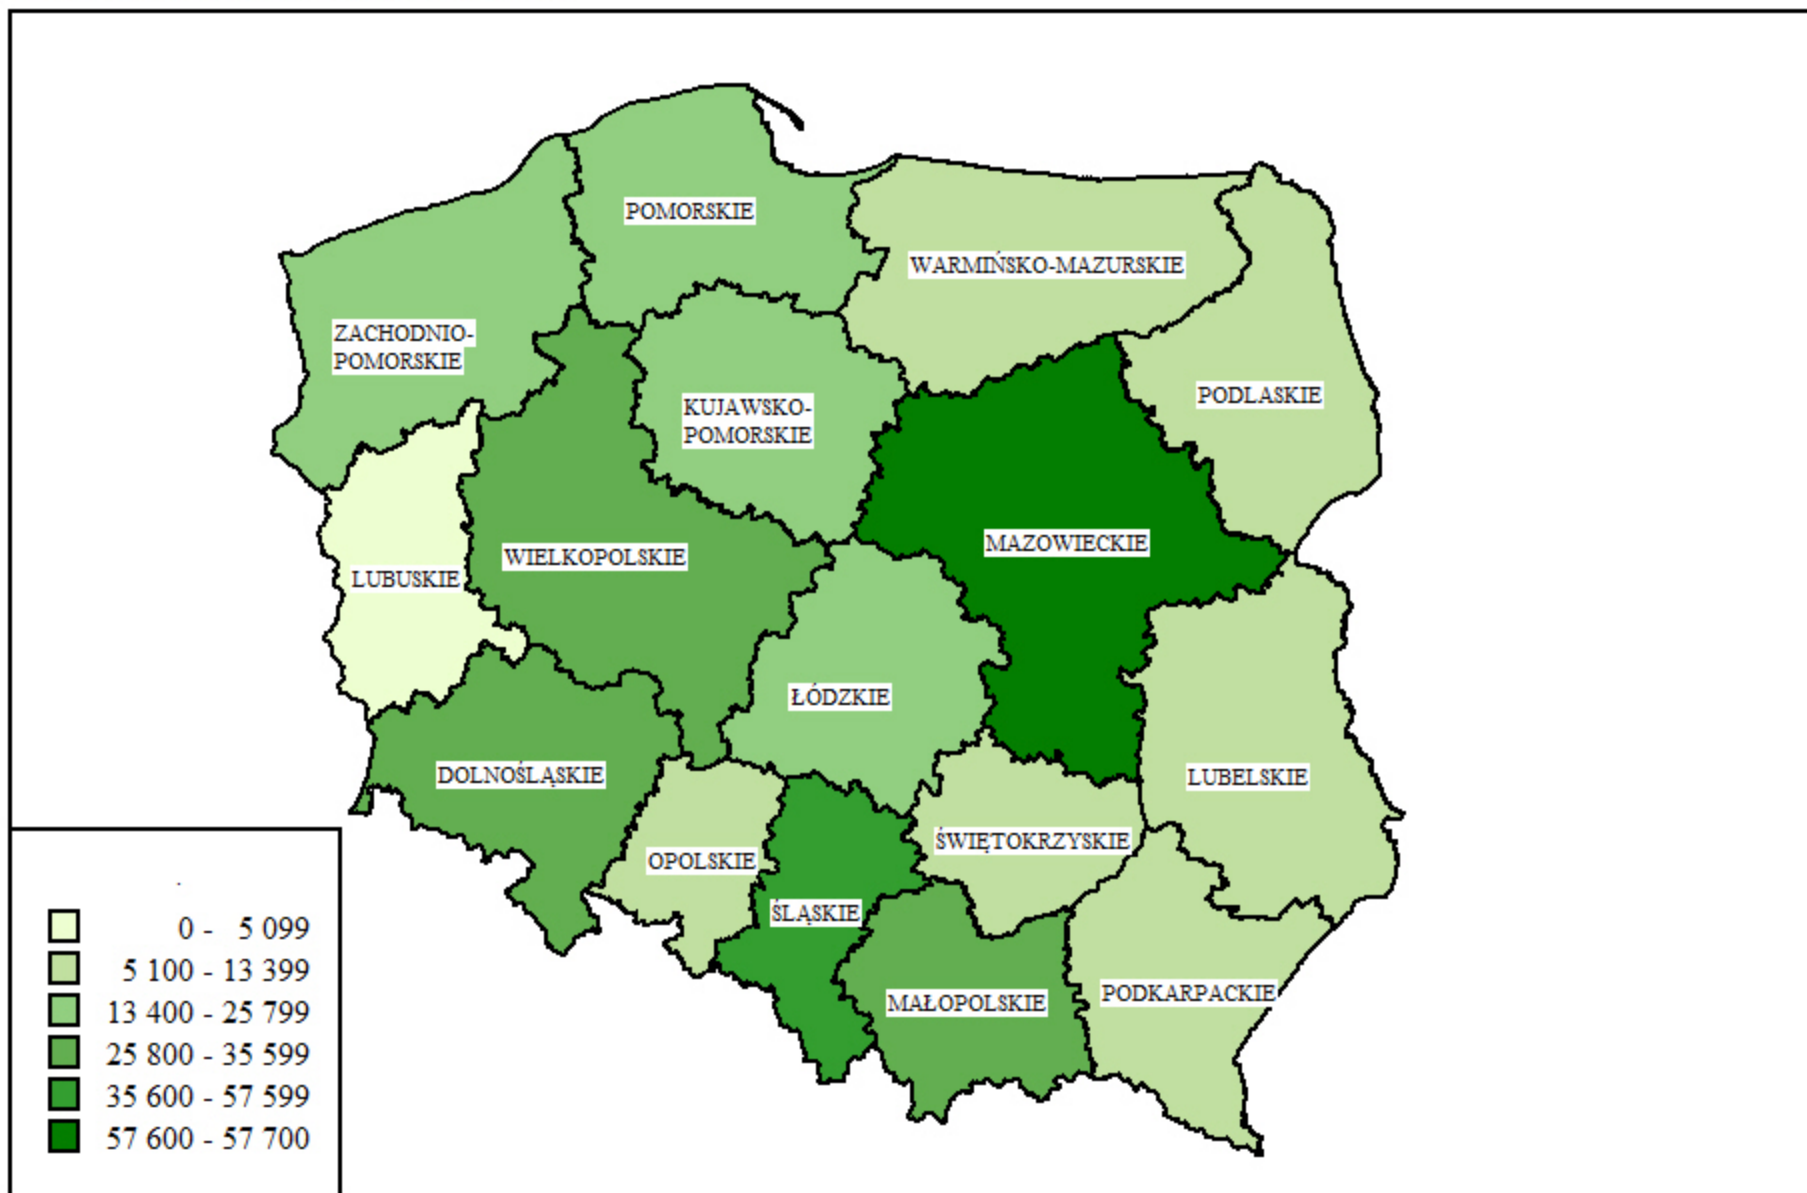 POMORSKIE
WARMIŃSKO-MAZURSKIE
ZACHODNIO-
POMORSKIE
PODLASKIE
KUJAWSKO-
POMORSKIE
MAZOWIECKIE
WIELKOPOLSKIE
LUBUSKIE
ŁÓDZKIE
DOLNOŚLĄSKIE
LUBELSKIE
ŚWIĘTOKRZYSKIE
OPOLSKIE
ŚLĄSKIE
PODKARPACKIE
MAŁOPOLSKIE
.
0 - 5 099
5 100 - 13 399
13 400 - 25 799
25 800 - 35 599
35 600 - 57 599
57 600 - 57 700